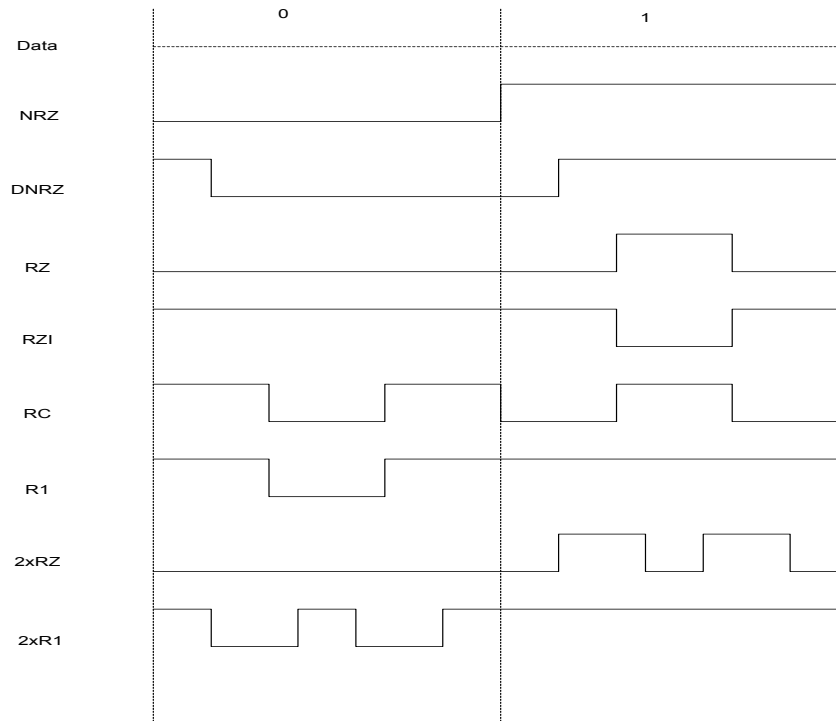 0 1
Data
NRZ
DNRZ
RZ
RZI
RC
R1
2xRZ
2xR1